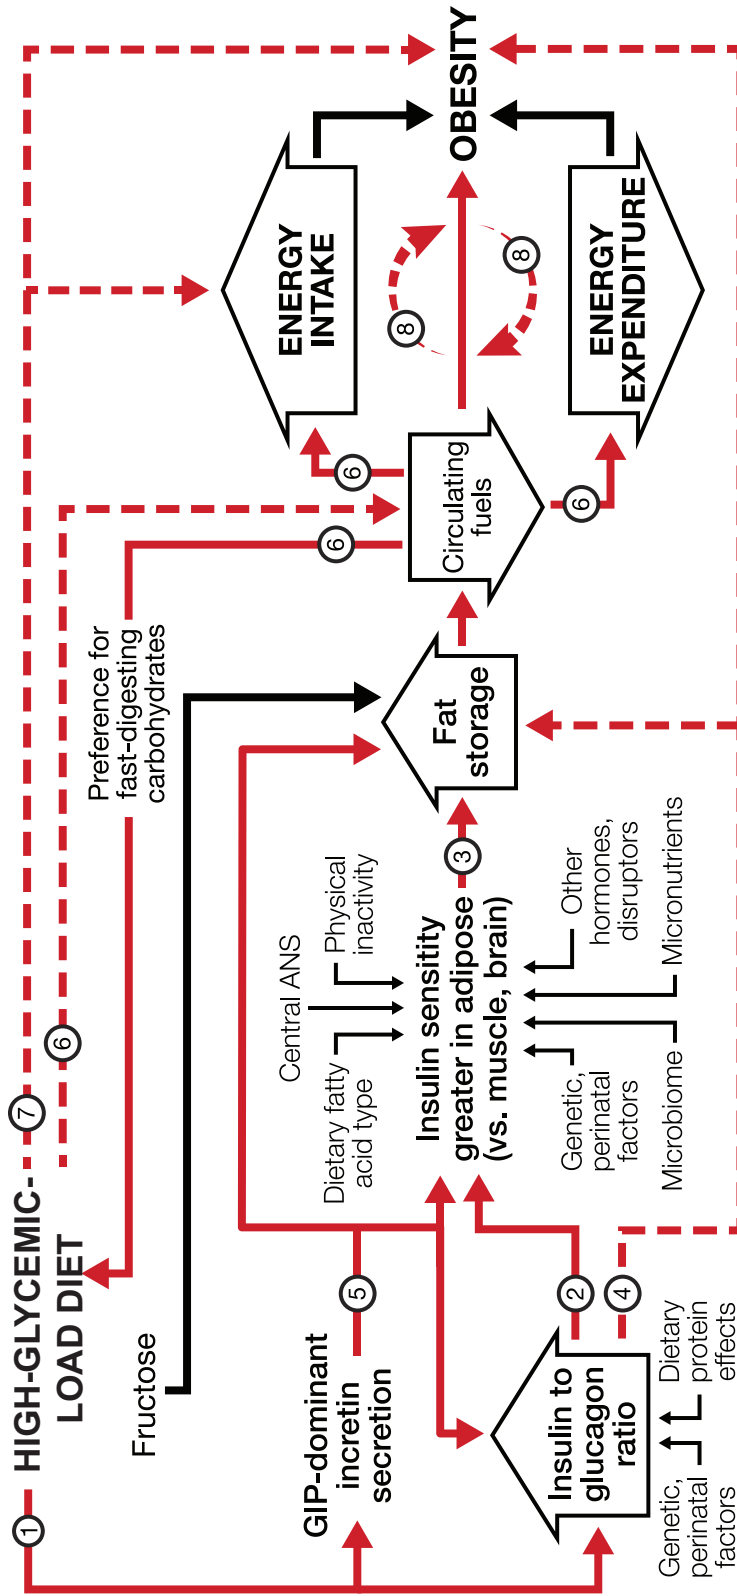 HIGH-GLYCEMIC-
LOAD DIET
1
7
6
Preference for
fast-digesting
carbohydrates
Fructose
GIP-dominant
incretin
secretion
5
Insulin to
glucagon
ratio
Genetic,
perinatal
factors
Dietary
protein
effects
2
4
Dietary fatty
acid type
Central ANS
Physical
inactivity
Insulin sensitity
greater in adipose
(vs. muscle, brain)
Genetic,
perinatal
factors
Microbiome
Micronutrients
Other
hormones,
disruptors
3
Fat
storage
Circulating
fuels
6
6
6
ENERGY
INTAKE
8
8
ENERGY
EXPENDITURE
OBESITY